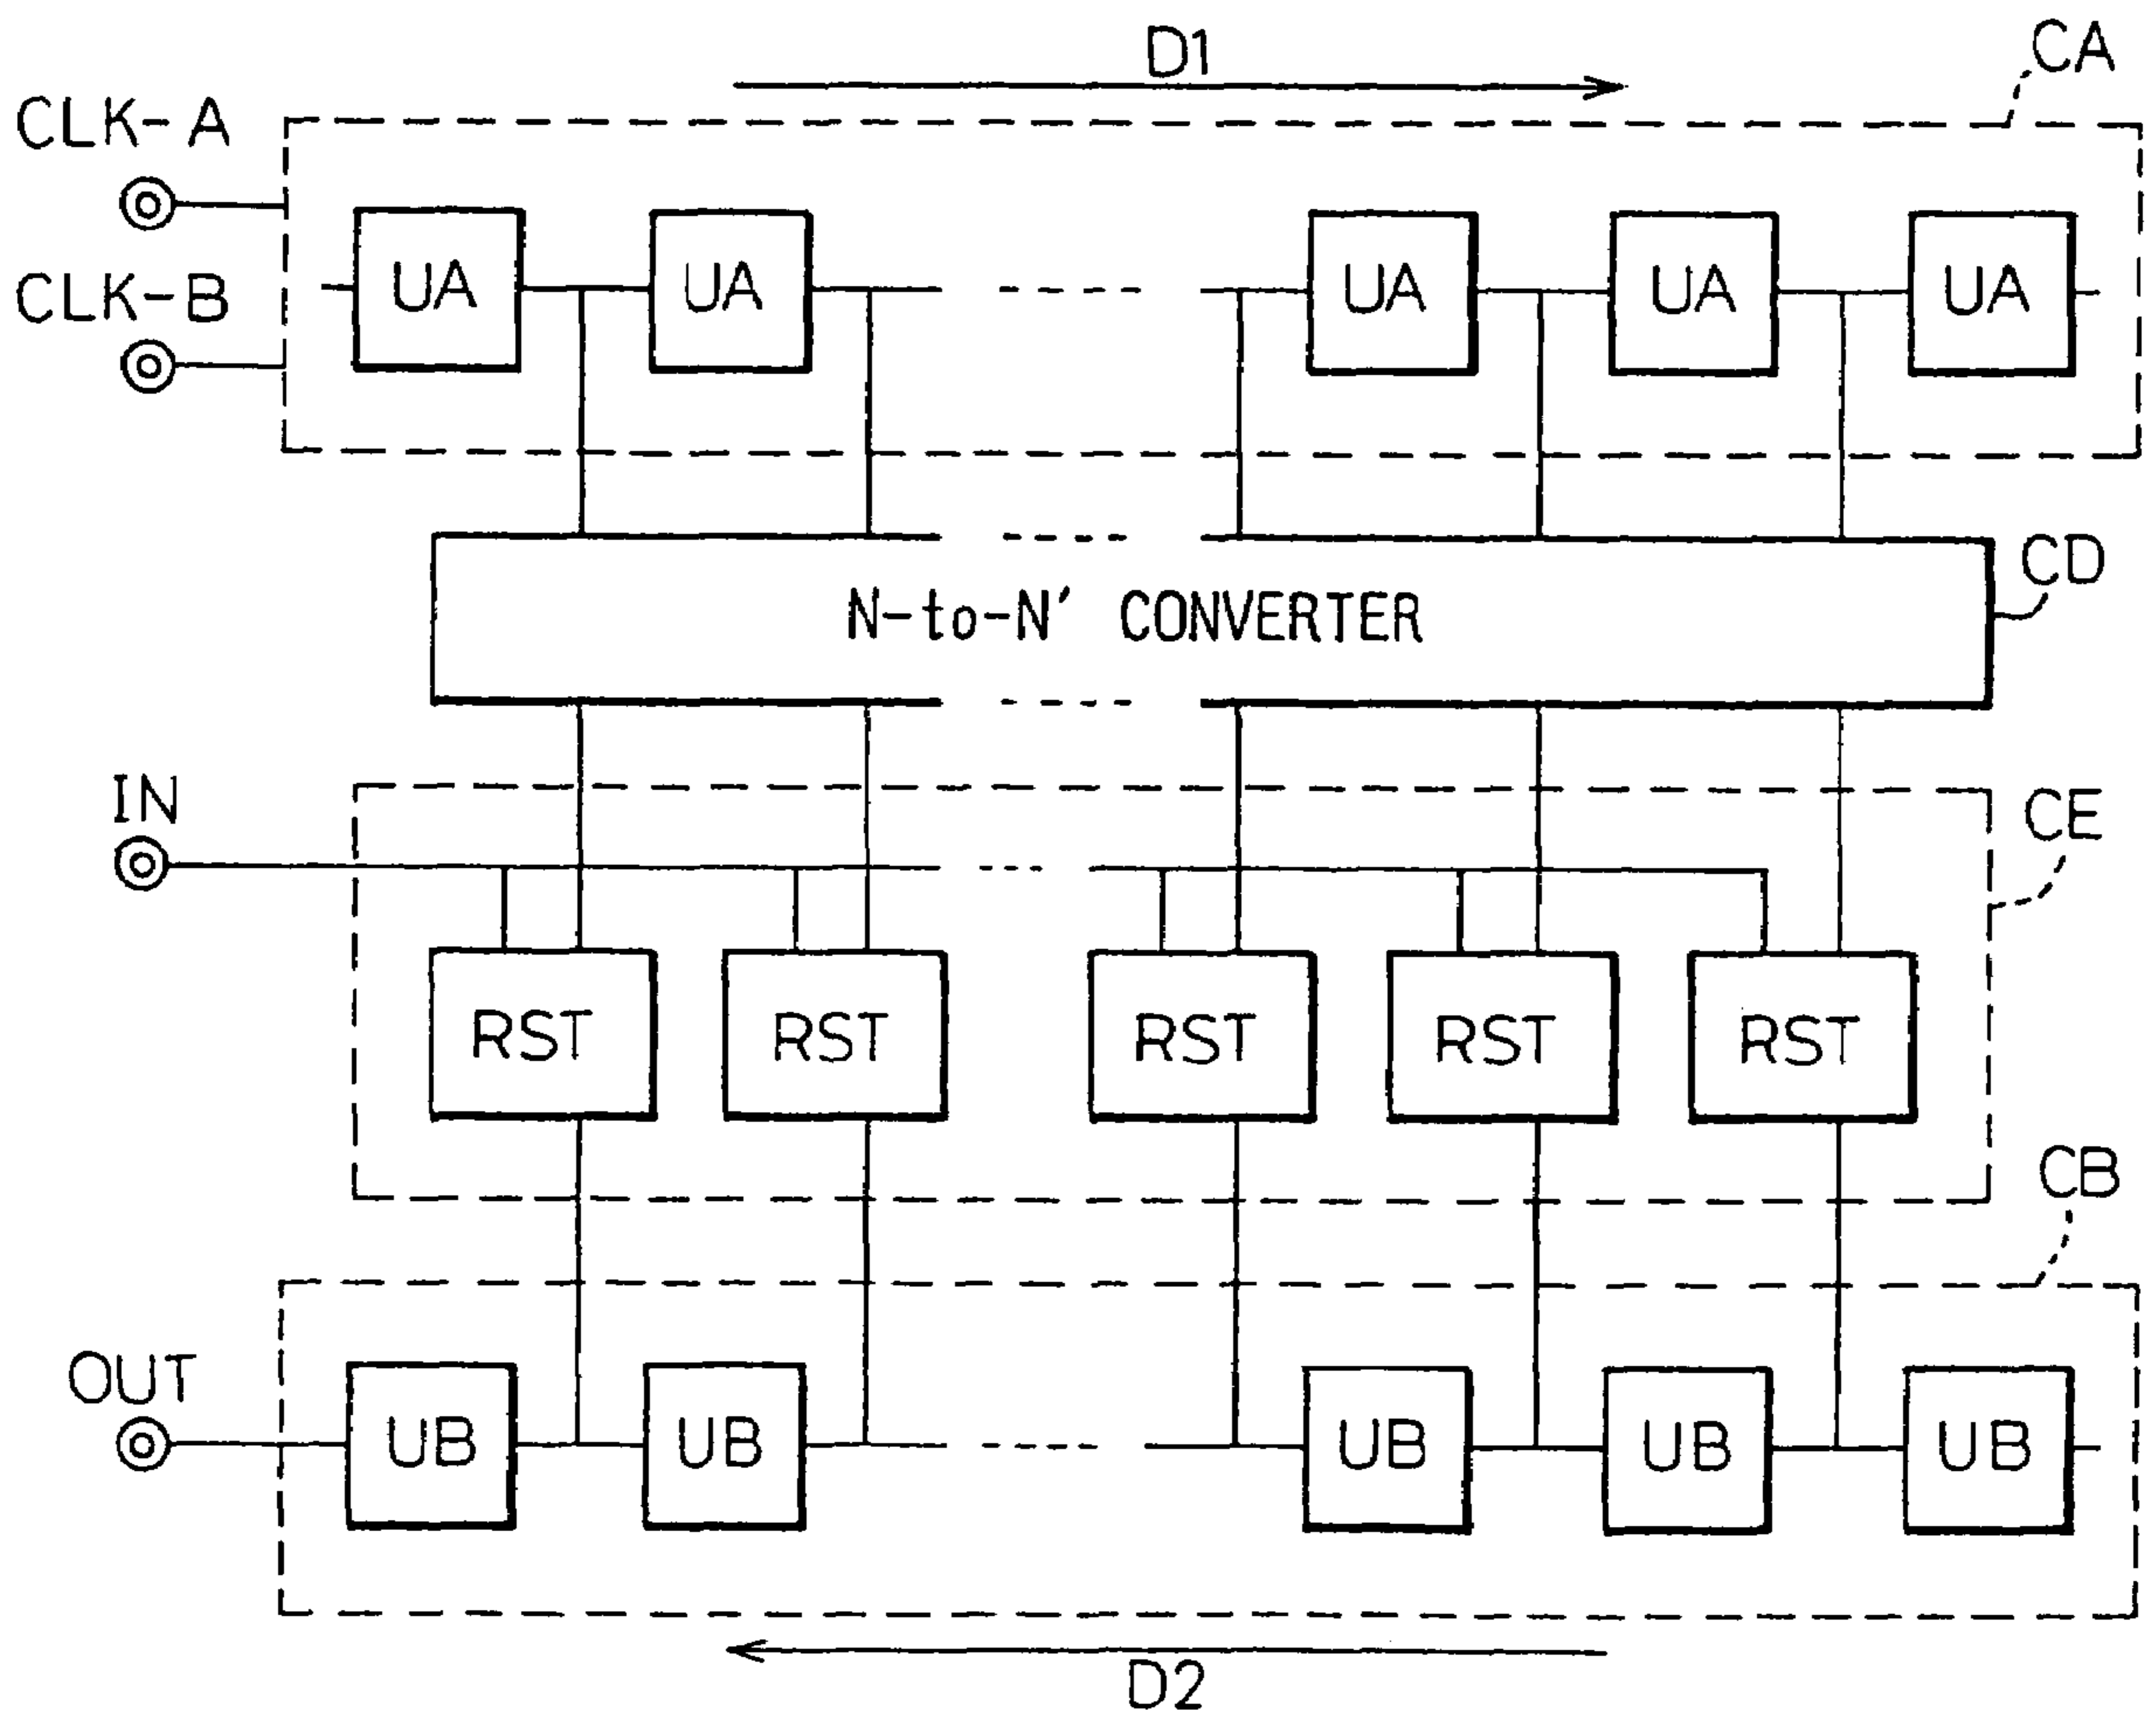 D1
CA
CLK-A
CLK-B
UA UA UA UA UA
CD
N-to-N' CONVERTER
IN
CE
RST RST RST RST RST
CB
OUT
UB UB UB UB UB
D2